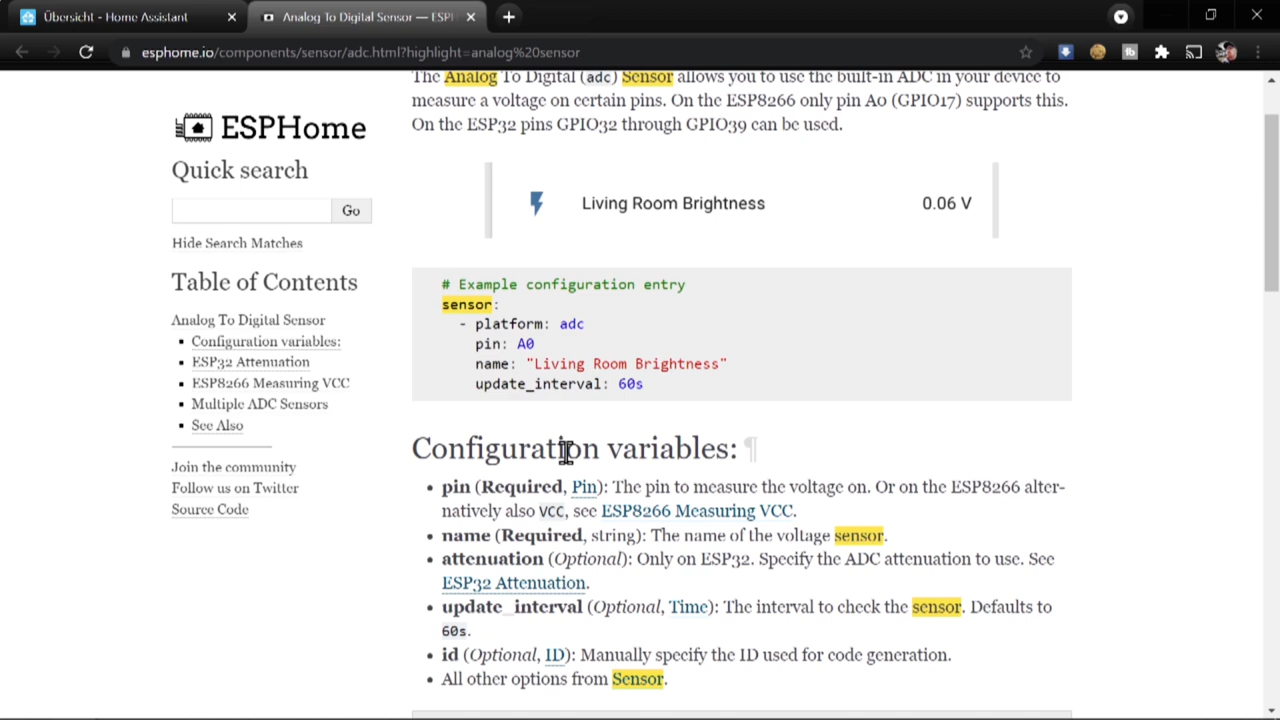 Übersicht - Home Assistant
Analog To Digital Sensor — ESPH
esphome.io/components/sensor/adc.html?highlight=analog%20sensor
ESPHome
Quick search
Go
Hide Search Matches
Table of Contents
Analog To Digital Sensor
Configuration variables:
ESP32 Attenuation
ESP8266 Measuring VCC
Multiple ADC Sensors
See Also
Join the community
Follow us on Twitter
Source Code
The Analog To Digital (adc) Sensor allows you to use the built-in ADC in your device to
measure a voltage on certain pins. On the ESP8266 only pin A0 (GPIO17) supports this.
On the ESP32 pins GPIO32 through GPIO39 can be used.
Living Room Brightness 0.06 V
# Example configuration entry
sensor:
- platform: adc
pin: A0
name: "Living Room Brightness"
update_interval: 60s
Configuration variables: ¶
• pin (Required, Pin): The pin to measure the voltage on. Or on the ESP8266 alter-
natively also VCC, see ESP8266 Measuring VCC.
• name (Required, string): The name of the voltage sensor.
• attenuation (Optional): Only on ESP32. Specify the ADC attenuation to use. See
ESP32 Attenuation.
• update_interval (Optional, Time): The interval to check the sensor. Defaults to
60s.
• id (Optional, ID): Manually specify the ID used for code generation.
• All other options from Sensor.